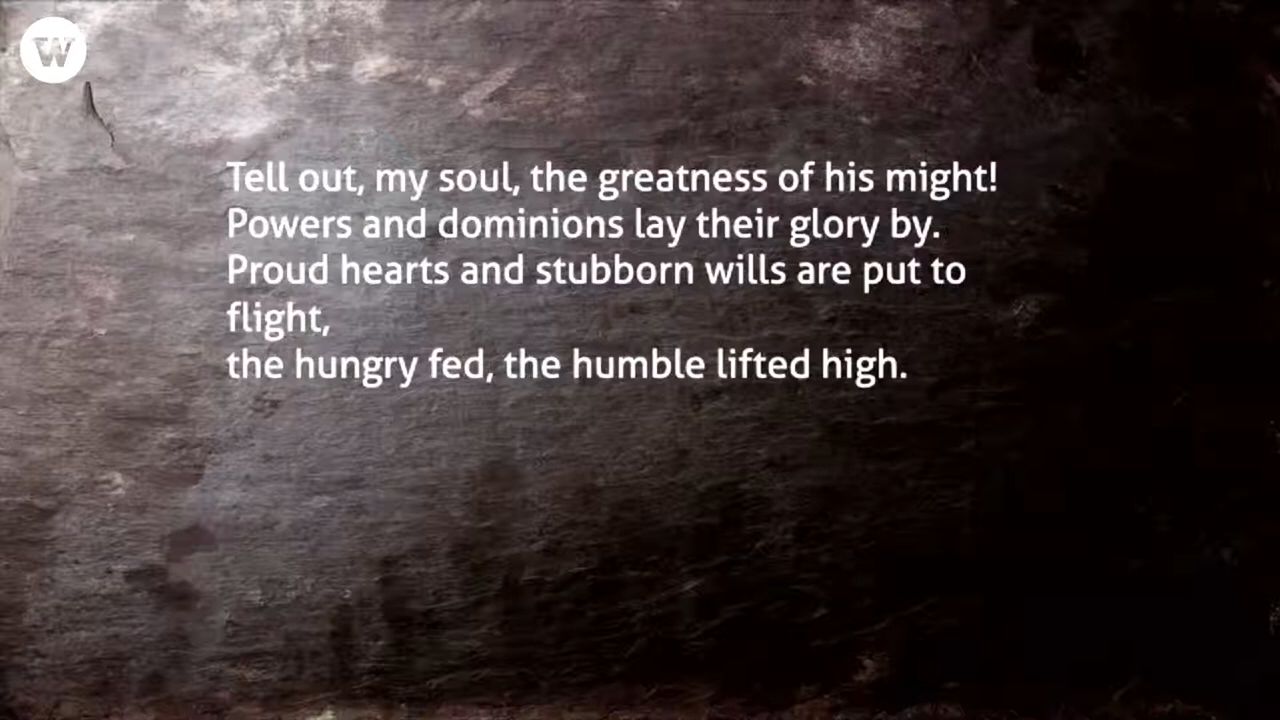 W
Tell out, my soul, the greatness of his might!
Powers and dominions lay their glory by.
Proud hearts and stubborn wills are put to
flight,
the hungry fed, the humble lifted high.